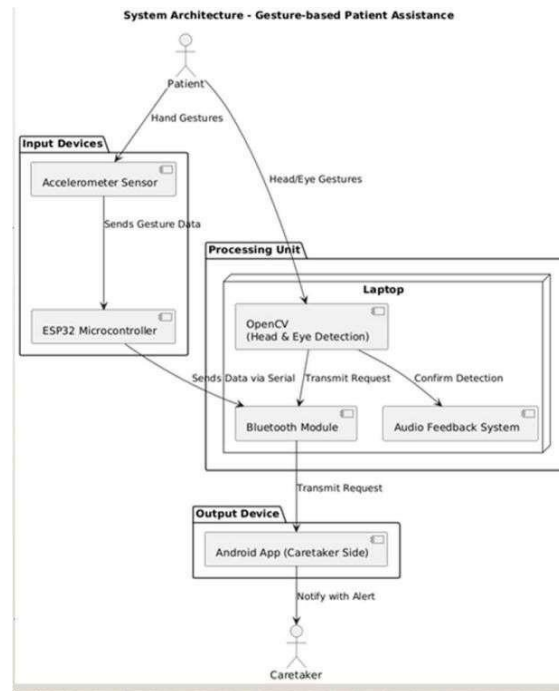 System Architecture - Gesture-based Patient Assistance
Patient
Hand Gestures
Input Devices
Accelerometer Sensor
Head/Eye Gestures
Sends Gesture Data
Processing Unit
Laptop
ESP32 Microcontroller
OpenCV
(Head & Eye Detection)
Sends Data via Serial
Transmit Request
Confirm Detection
Bluetooth Module
Audio Feedback System
Transmit Request
Output Device
Android App (Caretaker Side)
Notify with Alert
Caretaker